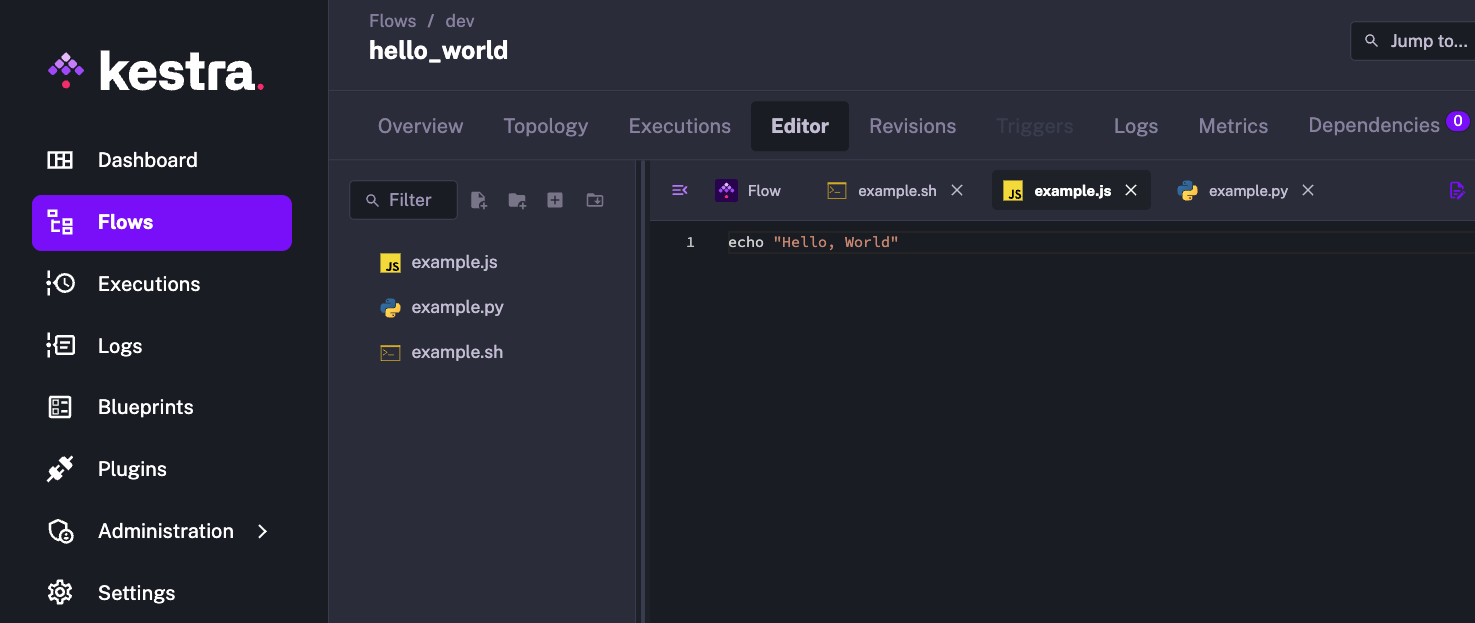 kestra.
Dashboard
Flows
Executions
Logs
Blueprints
Plugins
Administration
Settings
Flows / dev
hello_world
Jump to...
Overview Topology Executions Editor Revisions Triggers Logs Metrics Dependencies 0
Filter
example.js
example.py
example.sh
Flow example.sh JS example.js example.py
1 echo "Hello, World"